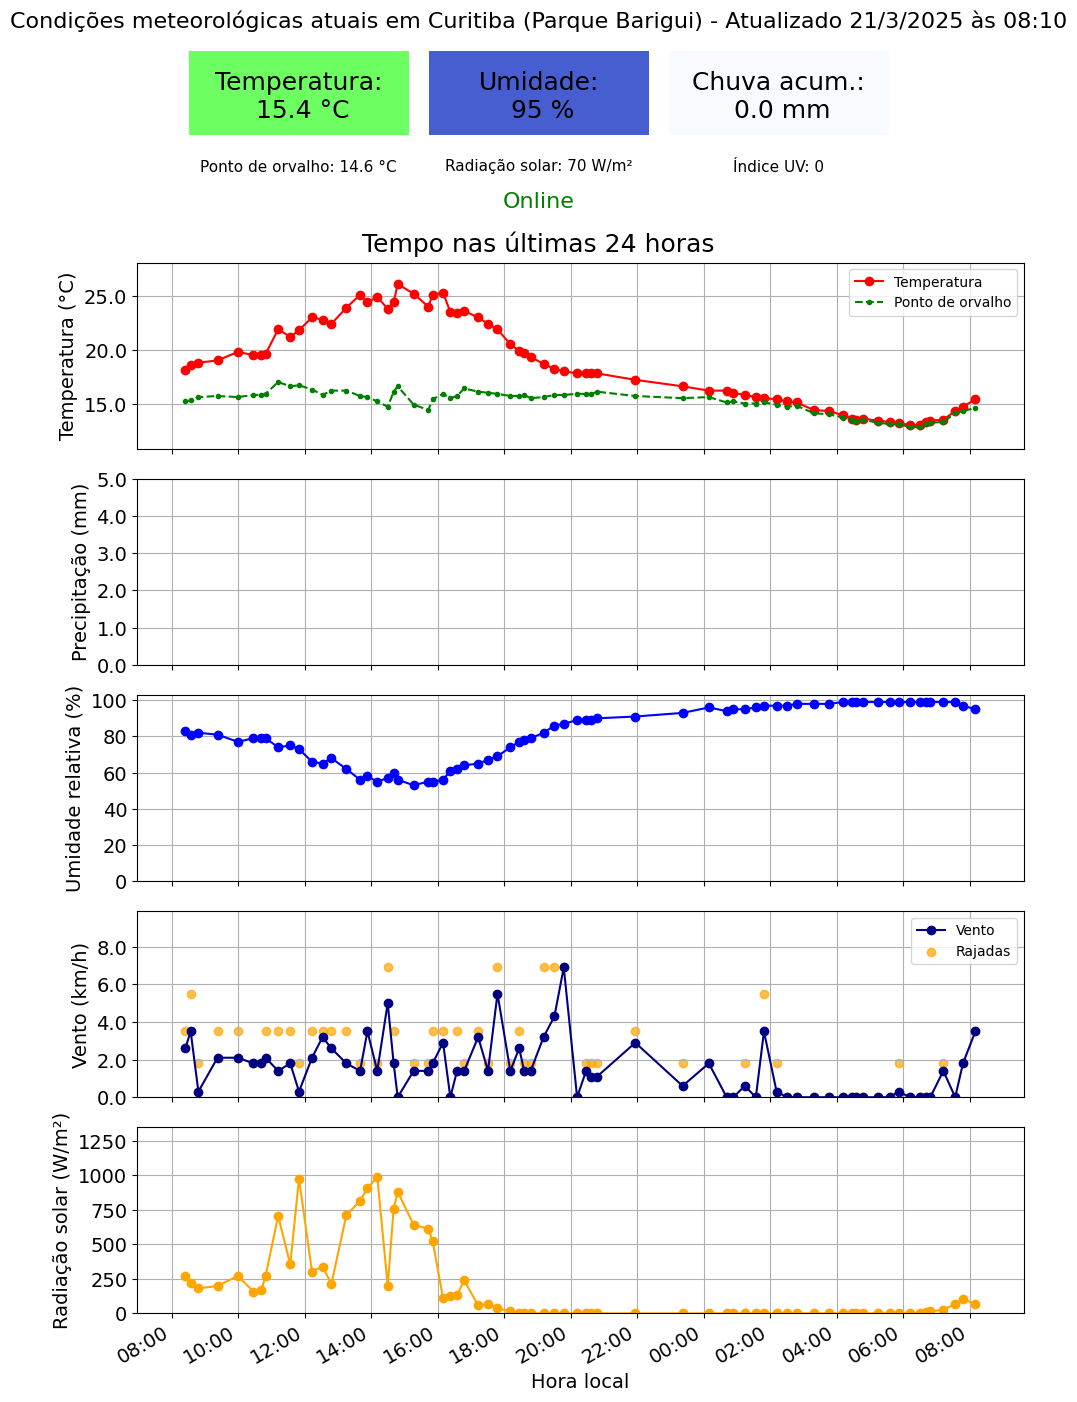 Condições meteorológicas atuais em Curitiba (Parque Barigui) - Atualizado 21/3/2025 às 08:10
Temperatura:
15.4 °C
Umidade:
95 %
Chuva acum.:
0.0 mm
Ponto de orvalho: 14.6 °C
Radiação solar: 70 W/m²
Índice UV: 0
Online
Tempo nas últimas 24 horas
Temperatura (°C)
25.0
20.0
15.0
Temperatura
Ponto de orvalho
Precipitação (mm)
5.0
4.0
3.0
2.0
1.0
0.0
Umidade relativa (%)
100
80
60
40
20
0
Vento (km/h)
8.0
6.0
4.0
2.0
0.0
Vento
Rajadas
Radiação solar (W/m²)
1250
1000
750
500
250
0
08:00
10:00
12:00
14:00
16:00
18:00
20:00
22:00
00:00
02:00
04:00
06:00
08:00
Hora local